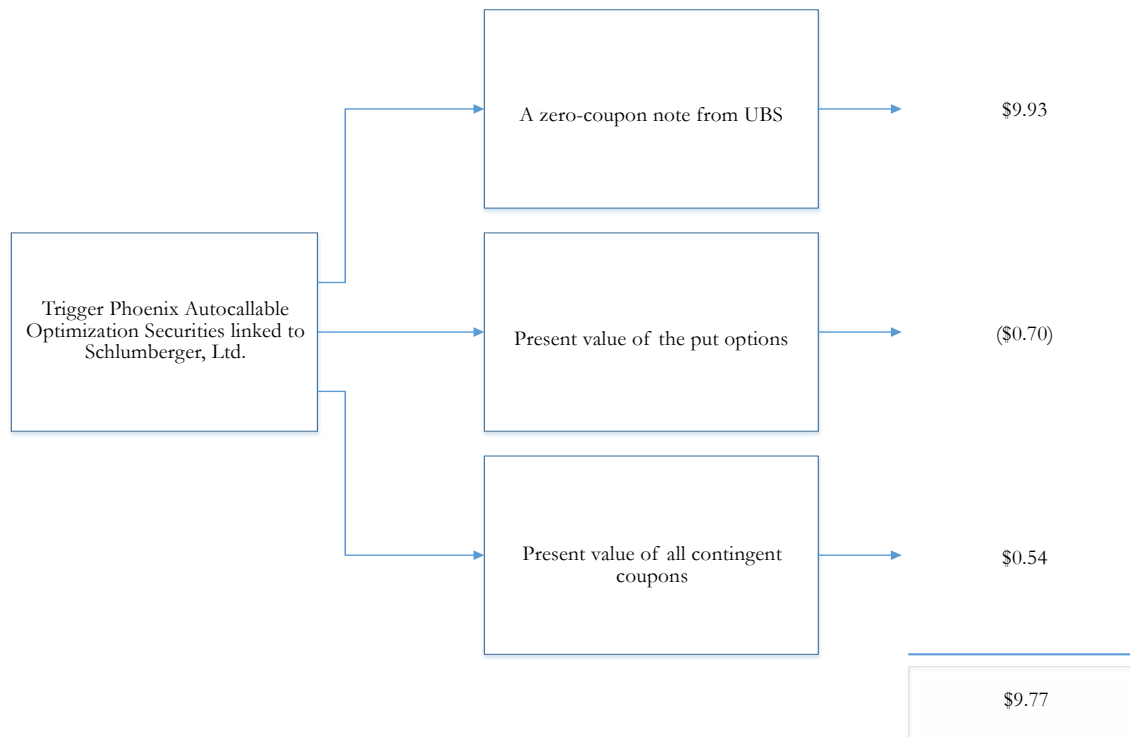 A zero-coupon note from UBS
$9.93
Trigger Phoenix Autocallable
Optimization Securities linked to
Schlumberger, Ltd.
Present value of the put options
($0.70)
Present value of all contingent
coupons
$0.54
$9.77